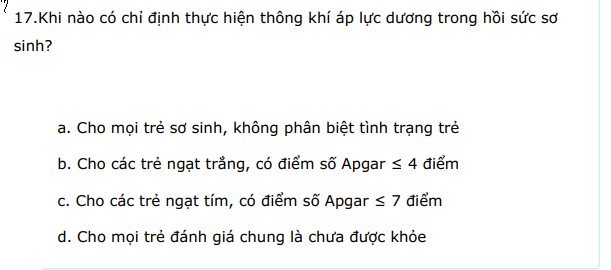 17.Khi nào có chỉ định thực hiện thông khí áp lực dương trong hồi sức sơ
sinh?
a. Cho mọi trẻ sơ sinh, không phân biệt tình trạng trẻ
b. Cho các trẻ ngạt trắng, có điểm số Apgar ≤ 4 điểm
c. Cho các trẻ ngạt tím, có điểm số Apgar ≤ 7 điểm
d. Cho mọi trẻ đánh giá chung là chưa được khỏe